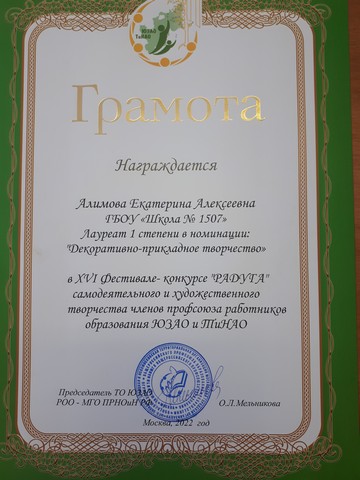 ЮЗАО
ТиНАО
Грамота
Награждается
Алимова Екатерина Алексеевна
ГБОУ «Школа № 1507»
Лауреат 1 степени в номинации:
"Декоративно-прикладное творчество»
в XVI Фестивале- конкурсе "РАДУГА"
самодеятельного и художественного
творчества членов профсоюза работников
образования ЮЗАО и ТиНАО
Председатель ТО ЮЗАО
РОО - МГО ПРНОиН РФ
О.Л.Мельникова
Москва, 2022 год